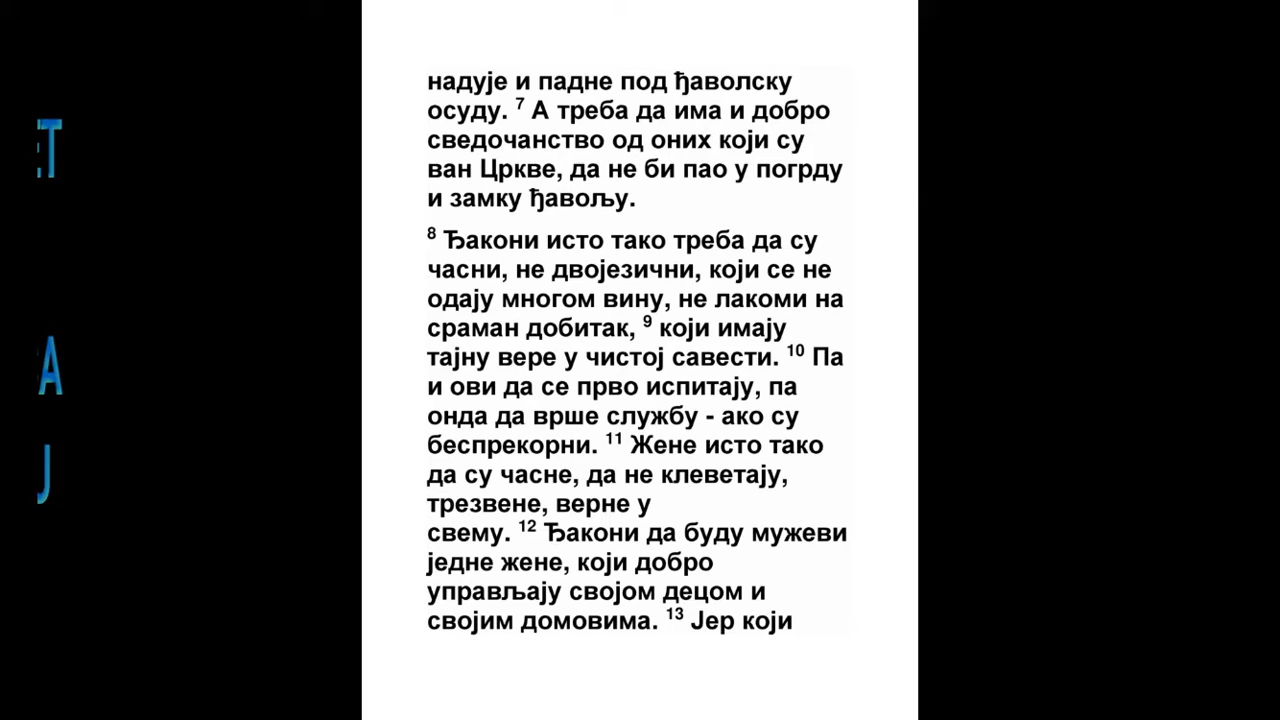 надује и падне под ђаволску
осуду. 7 А треба да има и добро
сведочанство од оних који су
ван Цркве, да не би пао у погрду
и замку ђавољу.
8 Ђакони исто тако треба да су
часни, не двојезични, који се не
одају многом вину, не лакоми на
сраман добитак, 9 који имају
тајну вере у чистој савести. 10 Па
и ови да се прво испитају, па
онда да врше службу - ако су
беспрекорни. 11 Жене исто тако
да су часне, да не клеветају,
трезвене, верне у
свему. 12 Ђакони да буду мужеви
једне жене, који добро
управљају својом децом и
својим домовима. 13 Јер који